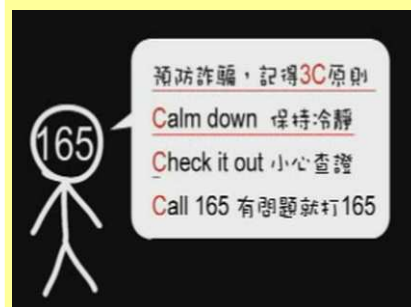 預防詐騙,記得3C原則
Calm down 保持冷靜
Check it out 小心查證
Call 165 有問題就打165
165